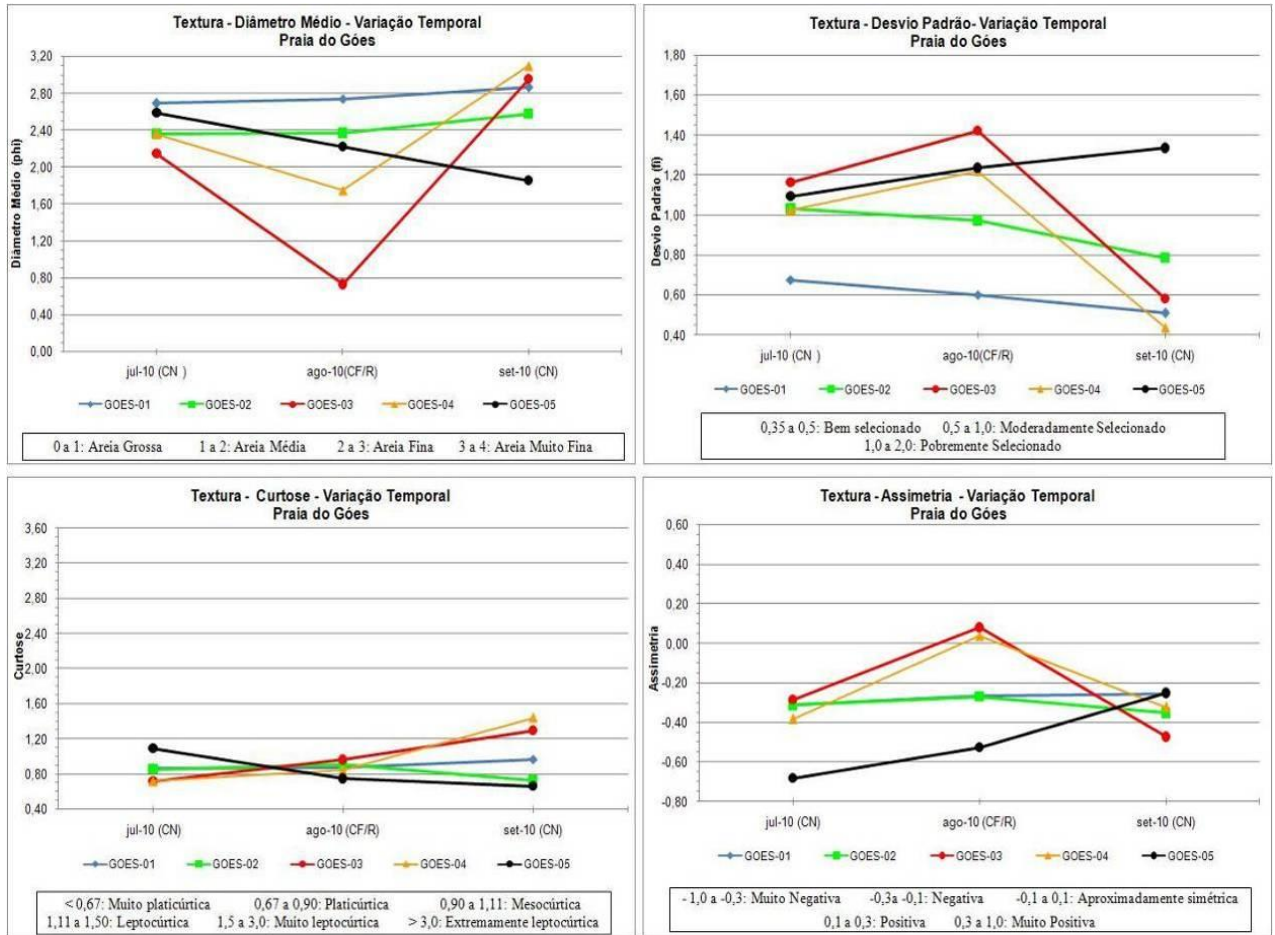 Textura - Diâmetro Médio - Variação Temporal
Praia do Góes
Diâmetro Médio (phi)
3,20
2,80
2,40
2,00
1,60
1,20
0,80
0,40
0,00
jul-10 (CN )
ago-10(CF/R)
set-10 (CN)
GOES-01 GOES-02 GOES-03 GOES-04 GOES-05
0 a 1: Areia Grossa 1 a 2: Areia Média 2 a 3: Areia Fina 3 a 4: Areia Muito Fina
Textura - Desvio Padrão- Variação Temporal
Praia do Góes
Desvio Padrão (fi)
1,80
1,60
1,40
1,20
1,00
0,80
0,60
0,40
jul-10 (CN)
ago-10(CF/R)
set-10 (CN)
GOES-01 GOES-02 GOES-03 GOES-04 GOES-05
0,35 a 0,5: Bem selecionado 0,5 a 1,0: Moderadamente Selecionado
1,0 a 2,0: Pobremente Selecionado
Textura - Curtose - Variação Temporal
Praia do Góes
Curtose
3,60
3,20
2,80
2,40
2,00
1,60
1,20
0,80
0,40
jul-10 (CN)
ago-10 (CF/R)
set-10 (CN)
GOES-01 GOES-02 GOES-03 GOES-04 GOES-05
< 0,67: Muito platicúrtica 0,67 a 0,90: Platicúrtica 0,90 a 1,11: Mesocúrtica
1,11 a 1,50: Leptocúrtica 1,5 a 3,0: Muito leptocúrtica > 3,0: Extremamente leptocúrtica
Textura - Assimetria - Variação Temporal
Praia do Góes
Assimetria
0,60
0,40
0,20
0,00
-0,20
-0,40
-0,60
-0,80
jul-10 (CN)
ago-10 (CF/R)
set-10 (CN)
GOES-01 GOES-02 GOES-03 GOES-04 GOES-05
- 1,0 a -0,3: Muito Negativa -0,3a -0,1: Negativa -0,1 a 0,1: Aproximadamente simétrica
0,1 a 0,3: Positiva 0,3 a 1,0: Muito Positiva